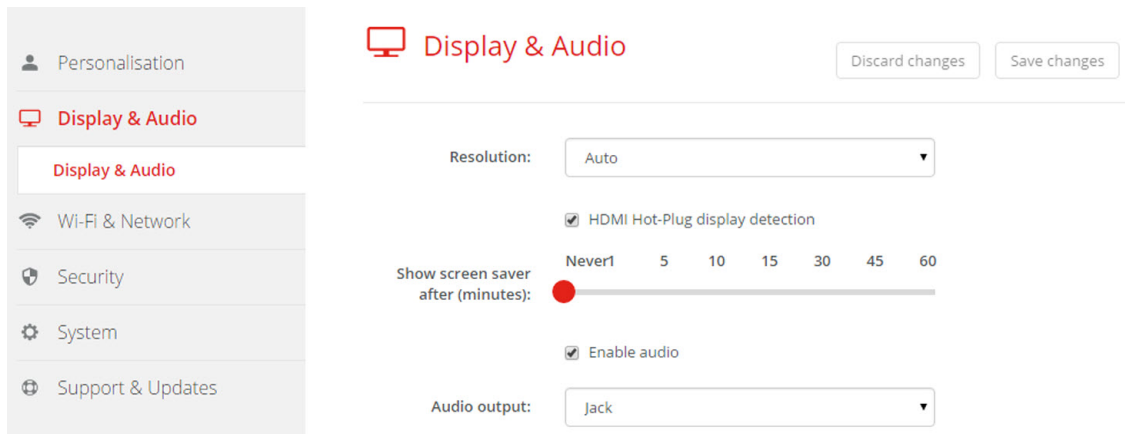 Personalisation
Display & Audio
Display & Audio
Wi-Fi & Network
Security
System
Support & Updates
Display & Audio
Discard changes
Save changes
Resolution:
Auto
HDMI Hot-Plug display detection
Show screen saver
after (minutes):
Never 1 5 10 15 30 45 60
Enable audio
Audio output:
Jack